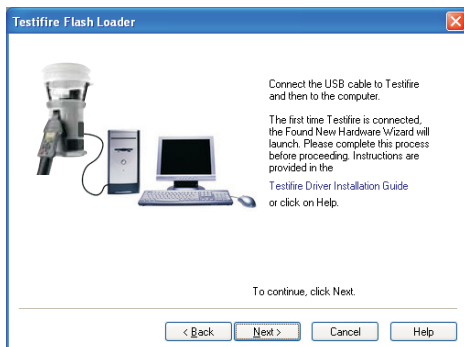 Testifire Flash Loader
Connect the USB cable to Testifire
and then to the computer.
The first time Testifire is connected,
the Found New Hardware Wizard will
launch. Please complete this process
before proceeding. Instructions are
provided in the
Testifire Driver Installation Guide
or click on Help.
To continue, click Next.
< Back Next > Cancel Help